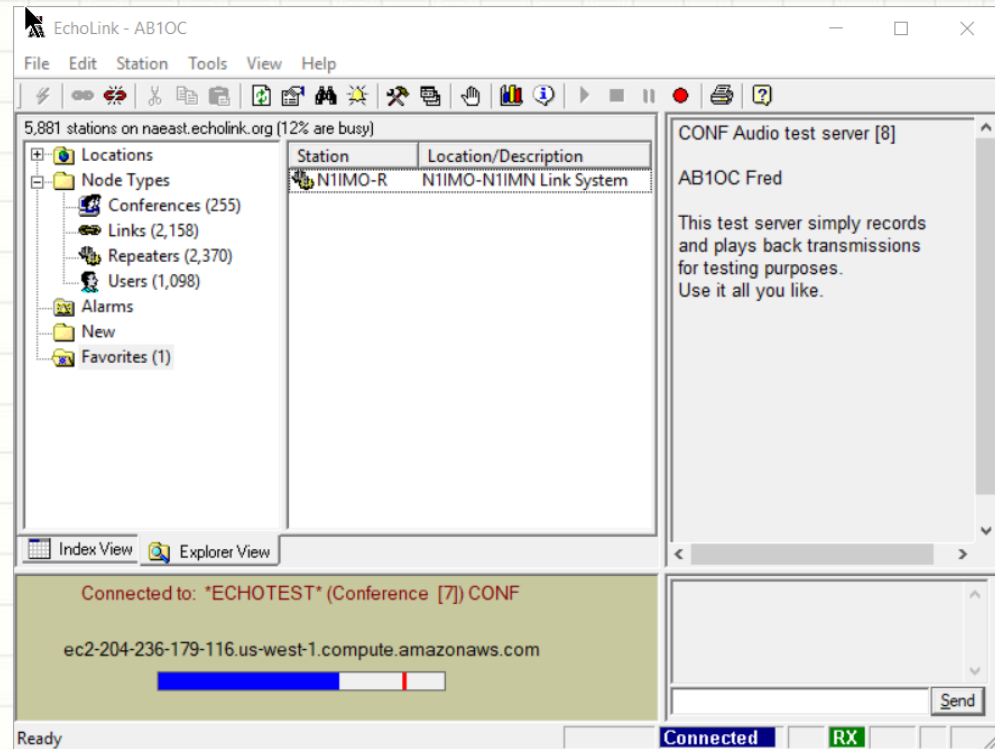 EchoLink - AB1OC
File Edit Station Tools View Help
5,881 stations on naeast.echolink.org (12% are busy)
Locations
Node Types
Conferences (255)
Links (2,158)
Repeaters (2,370)
Users (1,098)
Alarms
New
Favorites (1)
Station Location/Description
N1IMO-R N1IMO-N1IMN Link System
Index View Explorer View
CONF Audio test server [8]
AB1OC Fred
This test server simply records
and plays back transmissions
for testing purposes.
Use it all you like.
Connected to: *ECHOTEST* (Conference [7]) CONF
ec2-204-236-179-116.us-west-1.compute.amazonaws.com
Send
Ready Connected RX